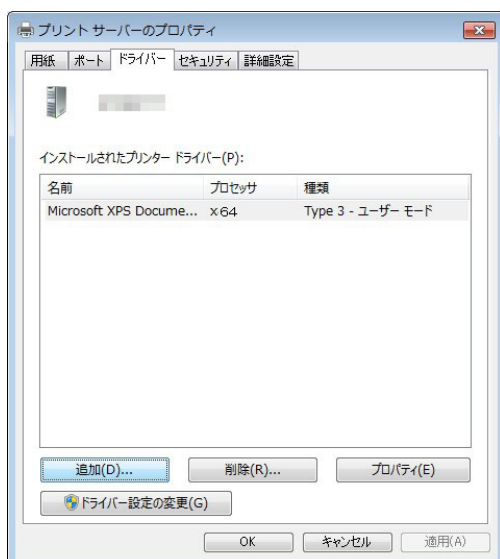 プリント サーバーのプロパティ
用紙 ポート ドライバー セキュリティ 詳細設定
インストールされたプリンター ドライバー(P):
名前 プロセッサ 種類
Microsoft XPS Docume... x64 Type 3 - ユーザー モード
追加(D)... 削除(R)... プロパティ(E)
ドライバー設定の変更(G)
OK キャンセル 適用(A)